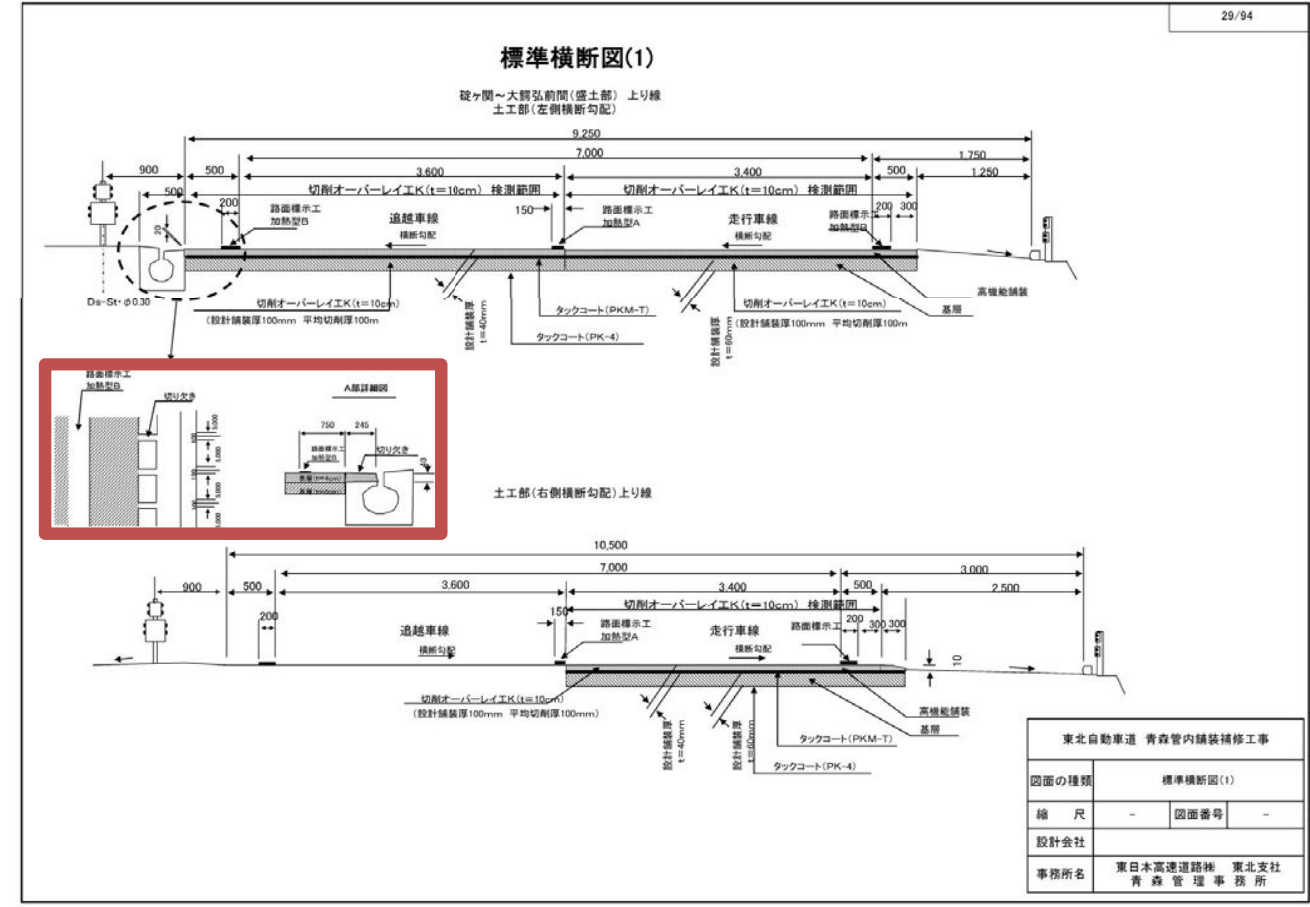 29/94
標準横断図(1)
碇ヶ関～大鰐弘前間(盛土部) 上り線
土工部(左側横断勾配)
9,250
7,000
1,750
900
500
3,600
3,400
500
1,250
500
切削オーバーレイ工K(t=10cm) 検測範囲
切削オーバーレイ工K(t=10cm) 検測範囲
200
路面標示工
加熱型B
追越車線
横断勾配
150
路面標示工
加熱型A
走行車線
横断勾配
路面標示工
加熱型B
200
300
20
Ds-St・φ0.30
切削オーバーレイ工K(t=10cm)
(設計舗装厚100mm 平均切削厚100m
設計舗装厚
t=40mm
タックコート(PKM-T)
タックコート(PK-4)
設計舗装厚
t=60mm
切削オーバーレイ工K(t=10cm)
(設計舗装厚100mm 平均切削厚100m
高機能舗装
基層
路面標示工
加熱型B
切り欠き
A部詳細図
750
245
路面標示工
加熱型B
切り欠き
土工部(右側横断勾配)上り線
10,500
7,000
3,000
900
500
3,600
3,400
500
2,500
切削オーバーレイ工K(t=10cm) 検測範囲
200
追越車線
横断勾配
150
路面標示工
加熱型A
走行車線
横断勾配
路面標示工
200
300
300
10
切削オーバーレイ工K(t=10cm)
(設計舗装厚100mm 平均切削厚100mm)
設計舗装厚
t=40mm
設計舗装厚
t=60mm
タックコート(PKM-T)
タックコート(PK-4)
高機能舗装
基層
東北自動車道 青森管内舗装補修工事
図面の種類 標準横断図(1)
縮 尺 - 図面番号 -
設計会社
事務所名 東日本高速道路㈱ 東北支社
青 森 管 理 事 務 所